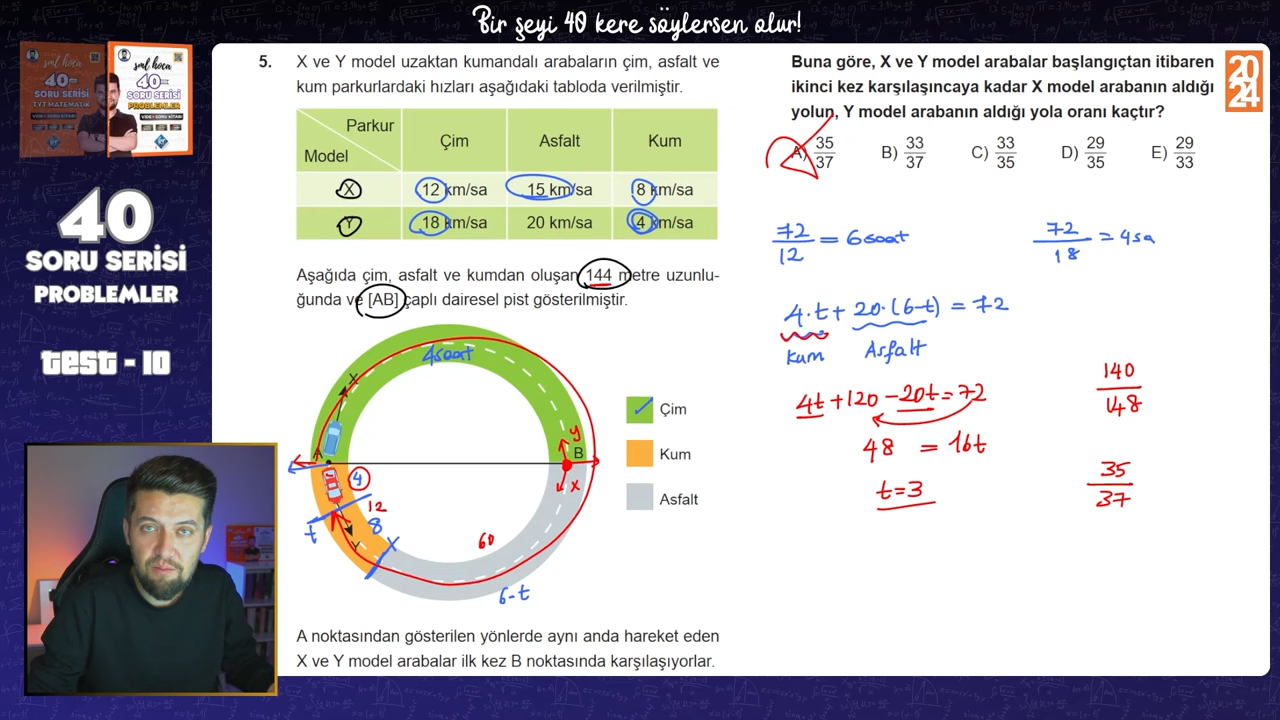 Bir şeyi 40 kere söylersen olur!
40
SORU SERİSİ
PROBLEMLER
TEST - 10
5. X ve Y model uzaktan kumandalı arabaların çim, asfalt ve
kum parkurlardaki hızları aşağıdaki tabloda verilmiştir.
Parkur
Model
Çim Asfalt Kum
X 12 km/sa 15 km/sa 8 km/sa
Y 18 km/sa 20 km/sa 4 km/sa
Aşağıda çim, asfalt ve kumdan oluşan 144 metre uzunlu-
ğunda ve [AB] çaplı dairesel pist gösterilmiştir.
4saat
X
A
B
y
x
4
12
8
t
Y
X
60
6-t
Çim
Kum
Asfalt
A noktasından gösterilen yönlerde aynı anda hareket eden
X ve Y model arabalar ilk kez B noktasında karşılaşıyorlar.
Buna göre, X ve Y model arabalar başlangıçtan itibaren
ikinci kez karşılaşıncaya kadar X model arabanın aldığı
yolun, Y model arabanın aldığı yola oranı kaçtır?
A) 35/37 B) 33/37 C) 33/35 D) 29/35 E) 29/33
72/12 = 6saat
72/18 = 4sa
4.t + 20.(6-t) = 72
Kum Asfalt
4t + 120 - 20t = 72
48 = 16t
t=3
140/148
35/37
20
24